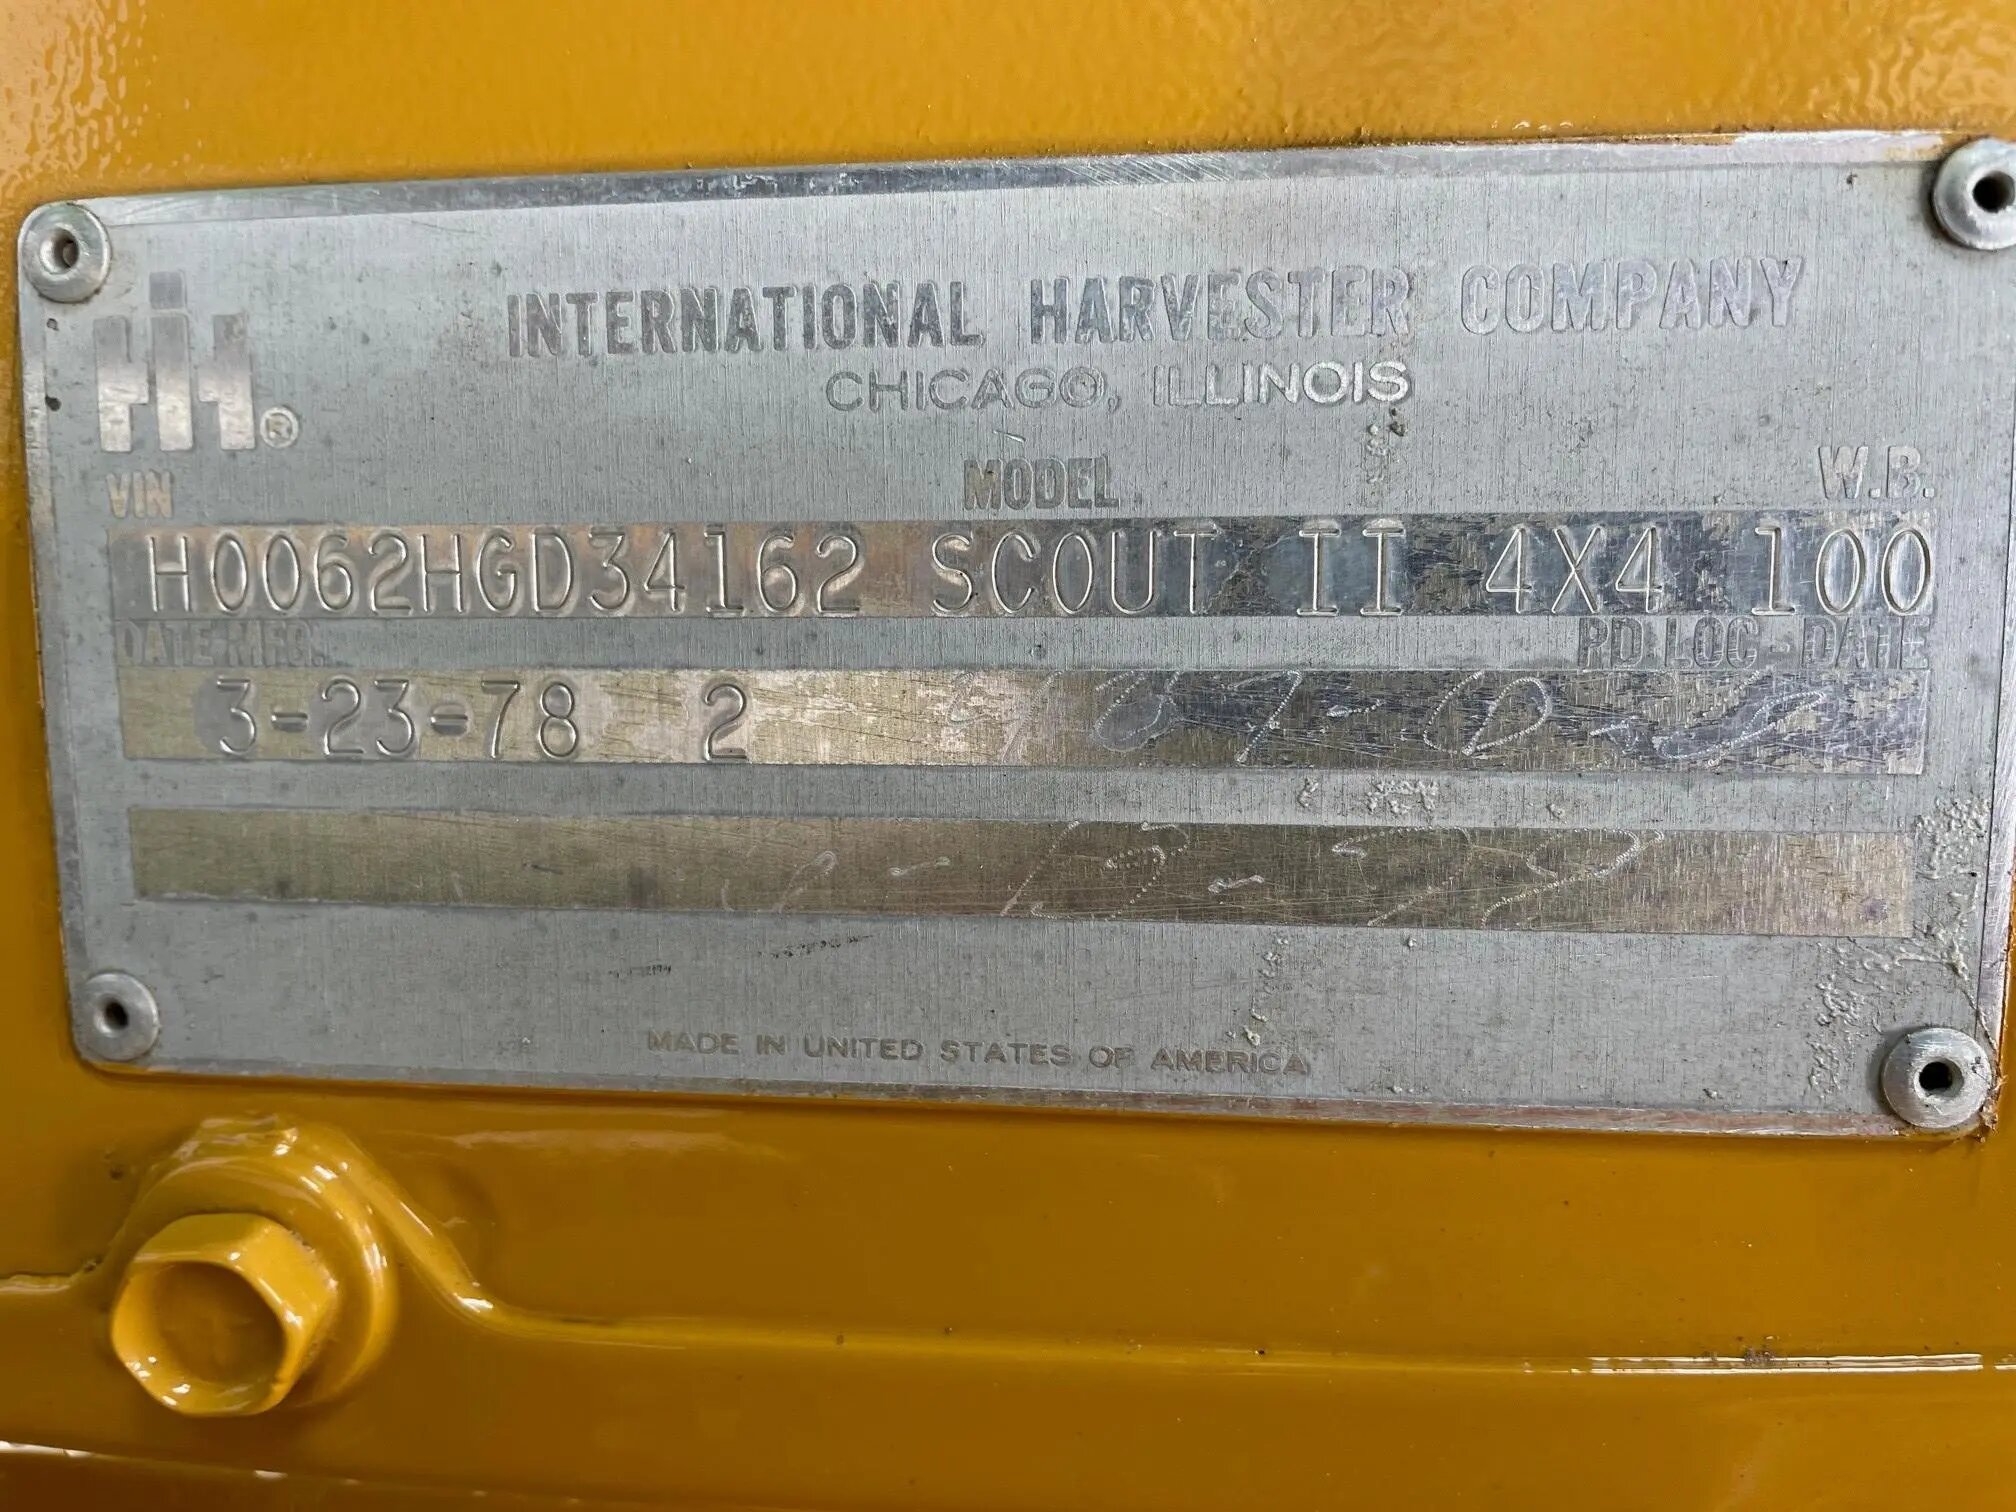 INTERNATIONAL HARVESTER COMPANY
CHICAGO, ILLINOIS
IH ®
VIN MODEL W.B.
H0062HGD34162 SCOUT II 4X4 100
DATE MFG. PD LOC - DATE
3-23-78 2
MADE IN UNITED STATES OF AMERICA